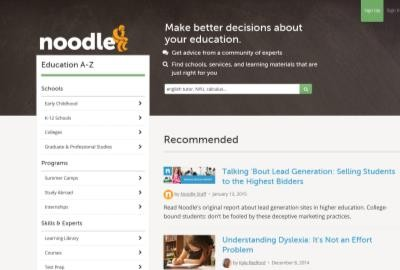 Sign Up
Sign In
noodle
Make better decisions about
your education.
Get advice from a community of experts
Find schools, services, and learning materials that are
just right for you
english tutor, NYU, calculus...
Education A-Z
Schools
Early Childhood
K-12 Schools
Colleges
Graduate & Professional Studies
Programs
Summer Camps
Study Abroad
Internships
Skills & Experts
Learning Library
Courses
Test Prep
Recommended
Talking 'Bout Lead Generation: Selling Students
to the Highest Bidders
by Noodle Staff • January 13, 2015
Read Noodle's original report about lead generation sites in higher education. College-
bound students: don't be fooled by these deceptive marketing practices.
Understanding Dyslexia: It's Not an Effort
Problem
by Kyle Redford • December 9, 2014